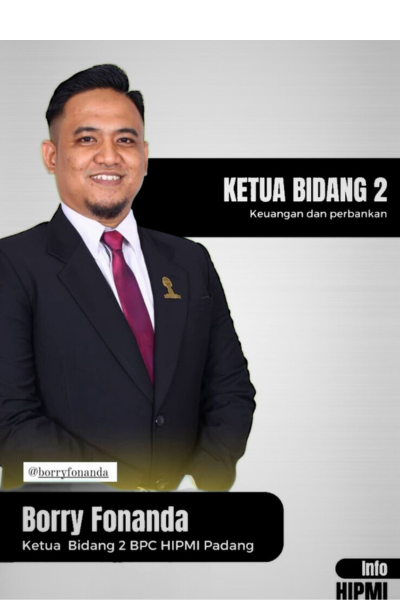 KETUA BIDANG 2
Keuangan dan perbankan
@borryfonanda
Borry Fonanda
Ketua Bidang 2 BPC HIPMI Padang
Info
HIPMI